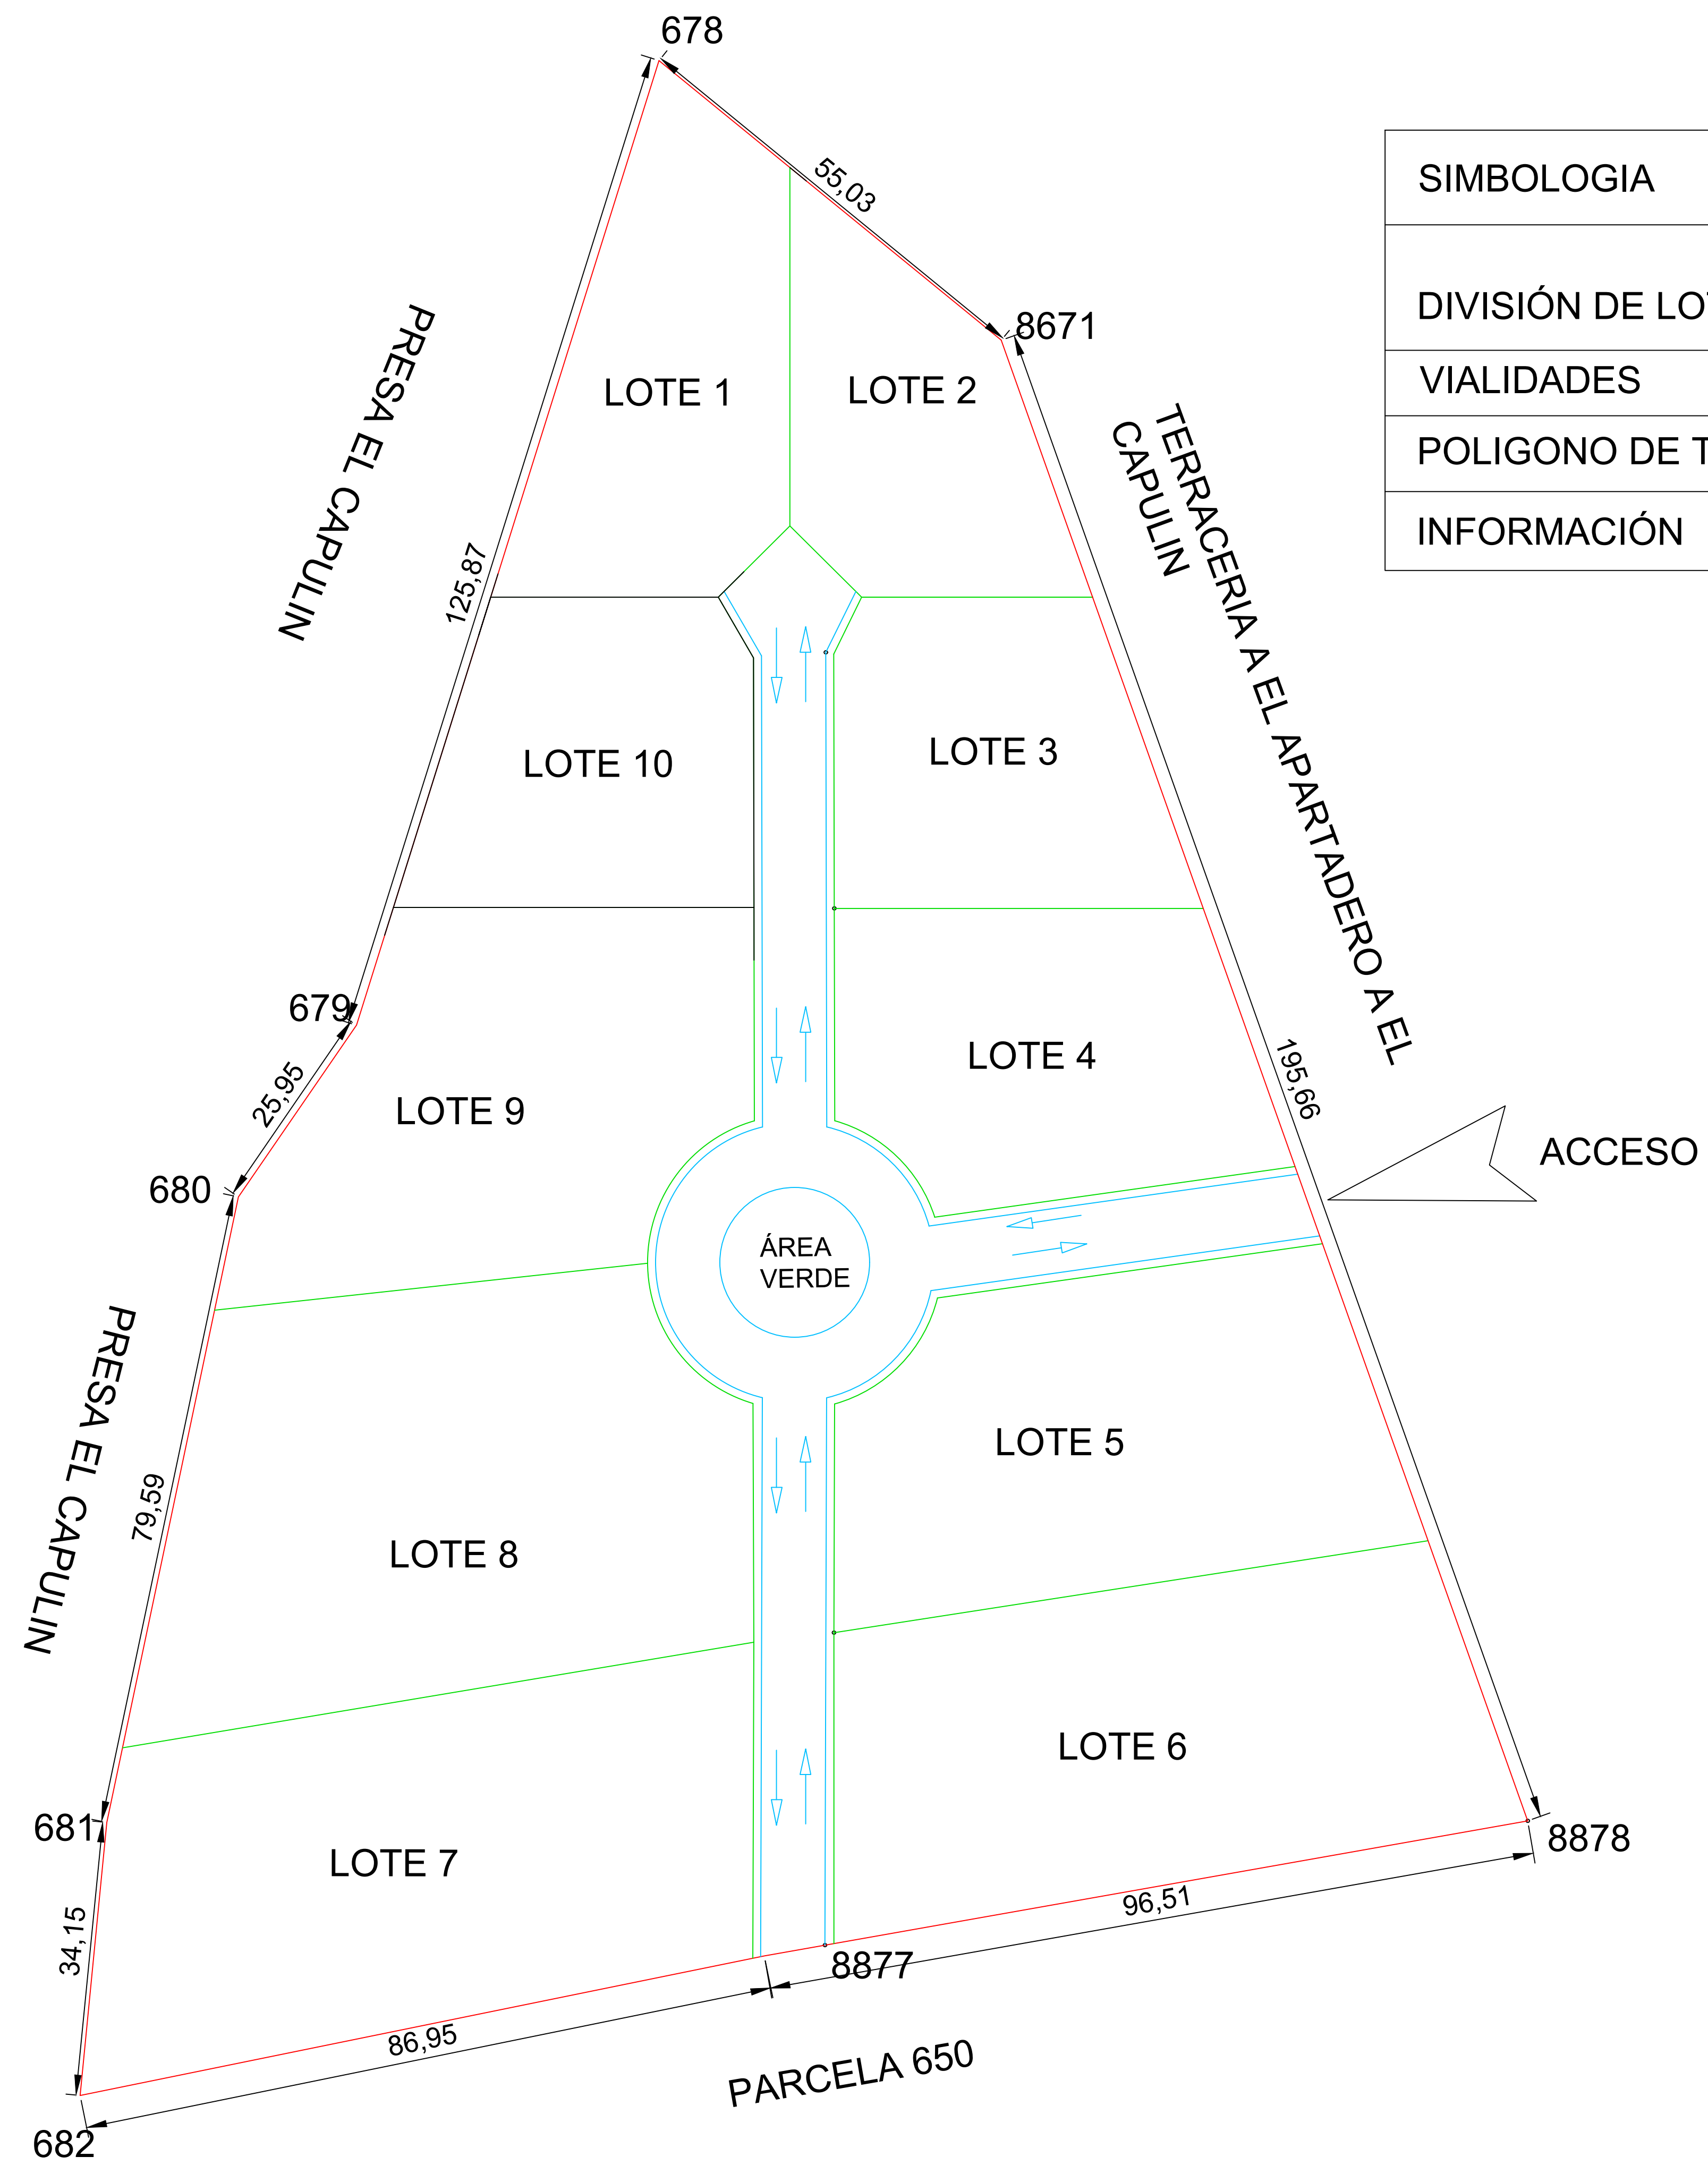 678
55,03
8671
SIMBOLOGIA
DIVISIÓN DE LO
VIALIDADES
POLIGONO DE T
INFORMACIÓN
PRESA EL CAPULIN
LOTE 1
LOTE 2
TERRACERIA A EL APARTADERO A EL
CAPULIN
125,87
LOTE 10
LOTE 3
679
LOTE 4
195,66
25,95
LOTE 9
ACCESO
680
ÁREA
VERDE
PRESA EL CAPULIN
79,59
LOTE 5
LOTE 8
LOTE 6
681
8878
LOTE 7
96,51
34,15
8877
86,95
PARCELA 650
682